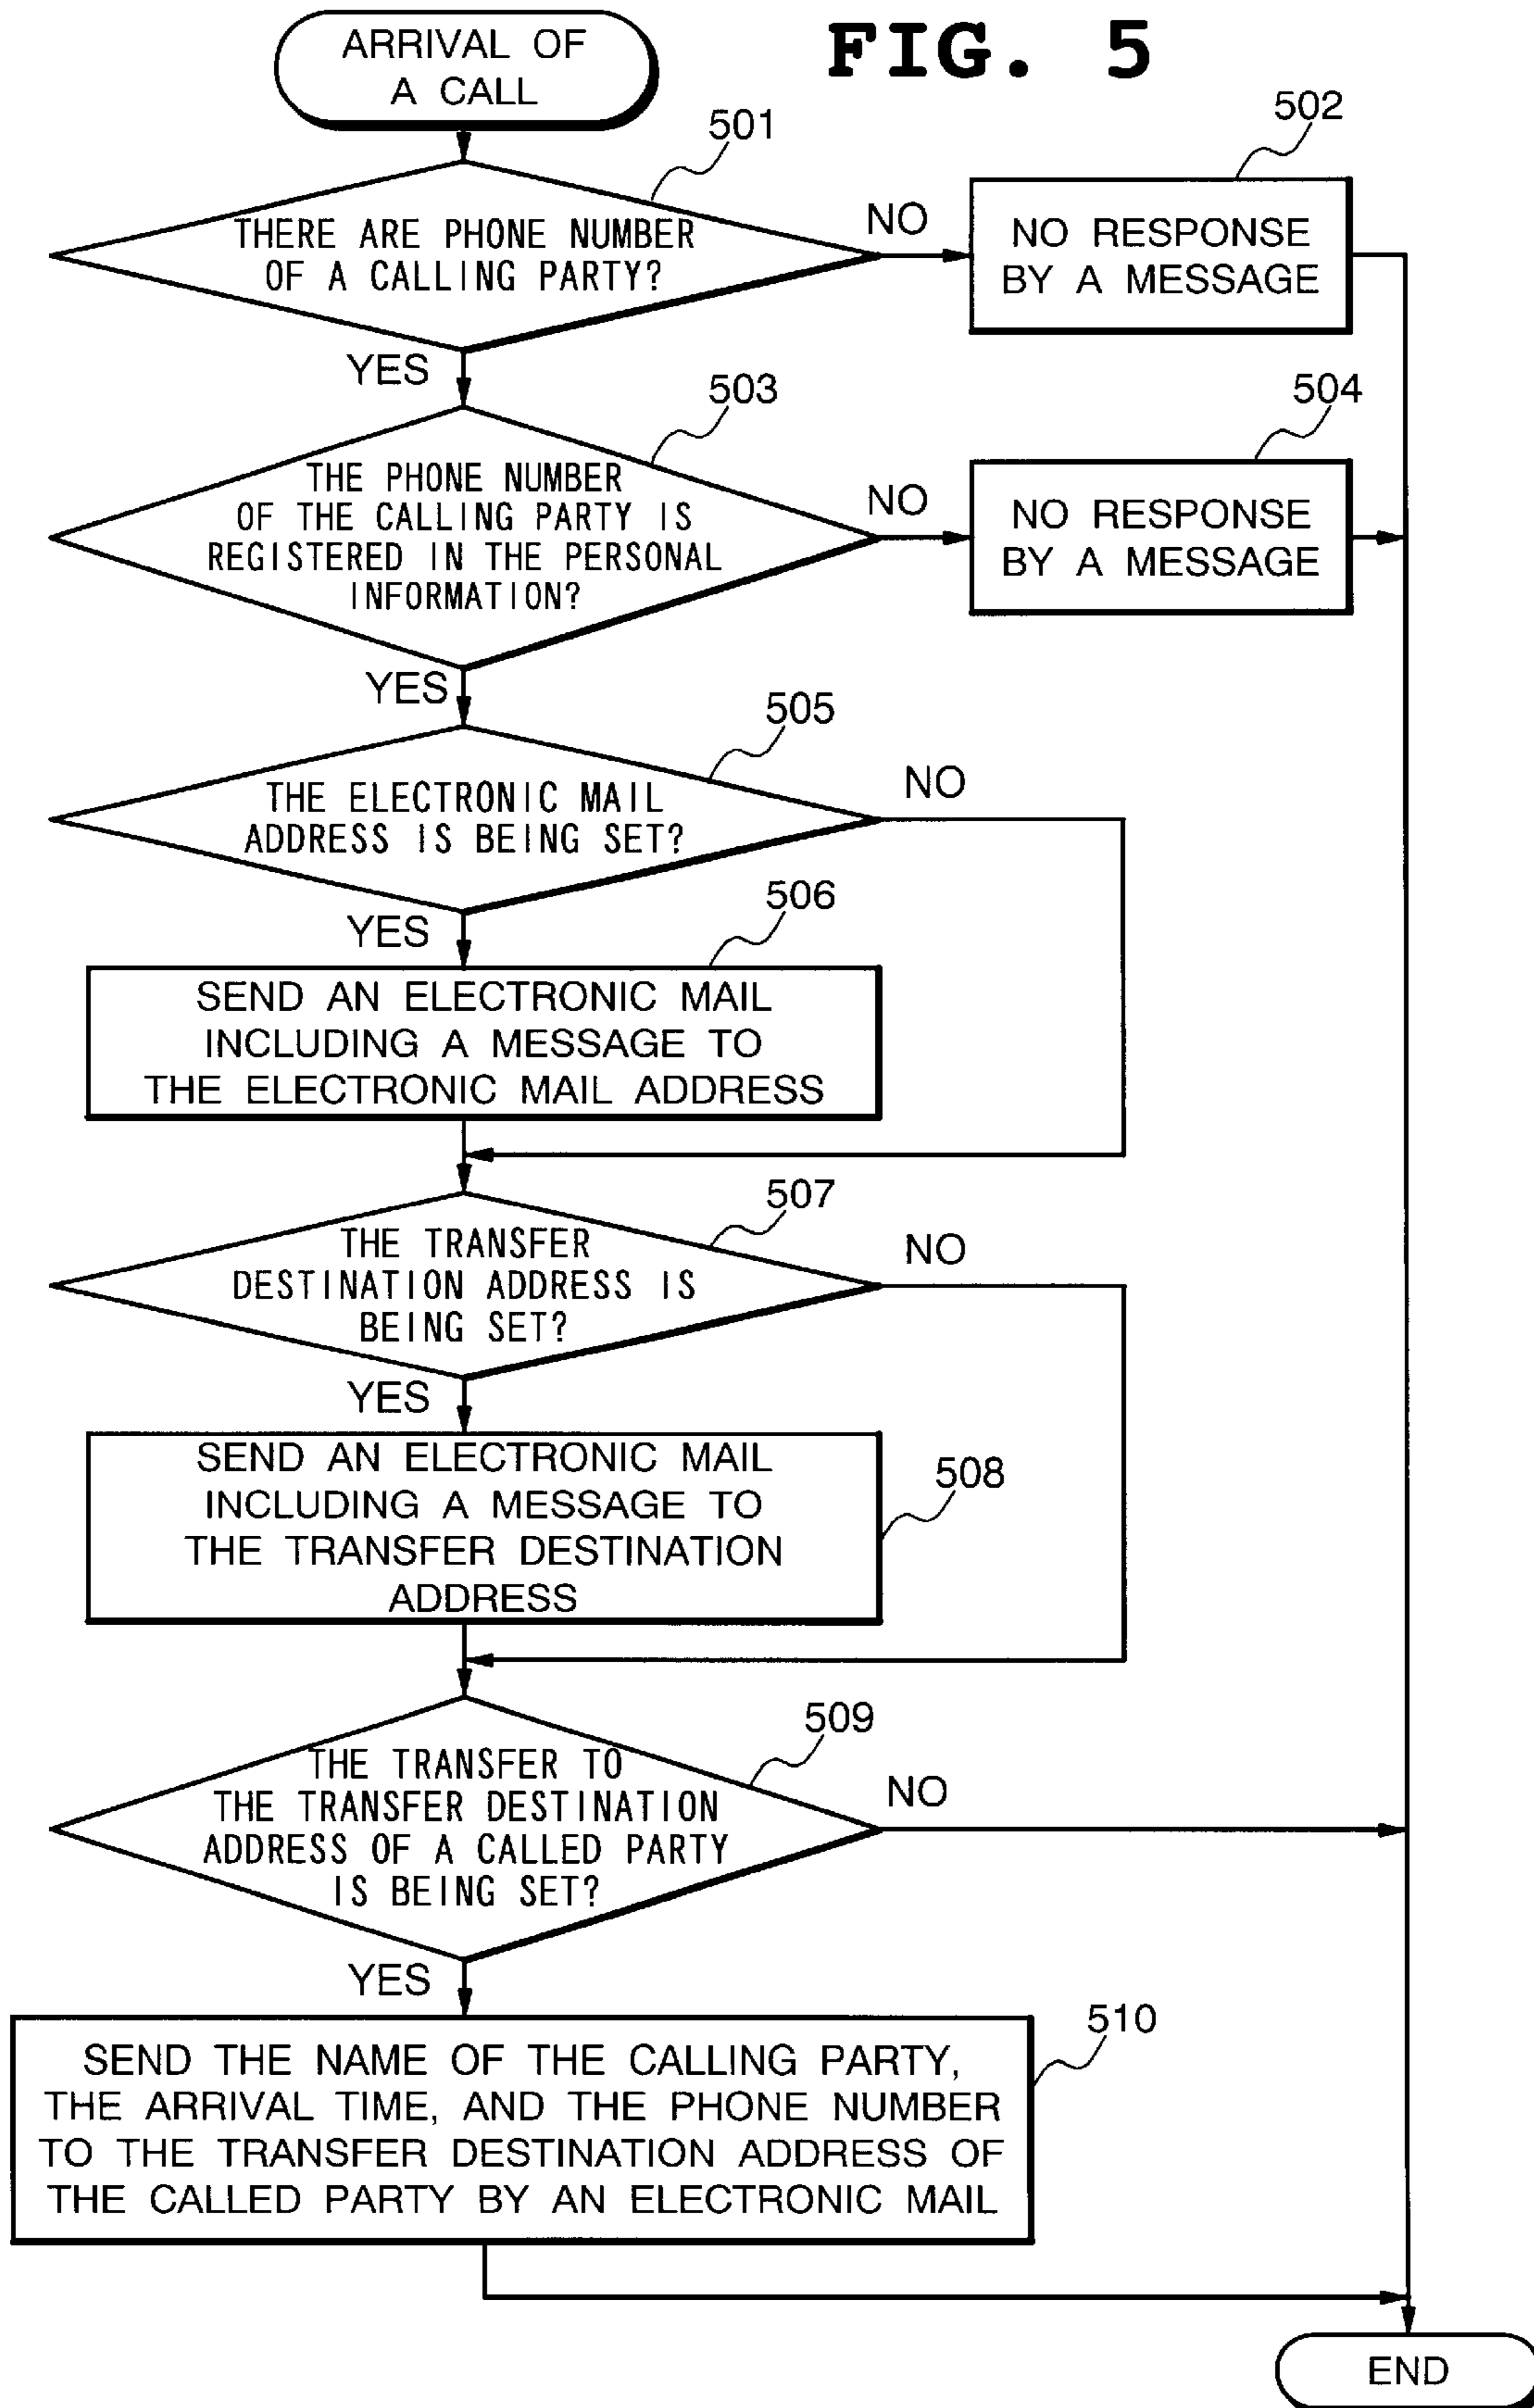 FIG. 5
ARRIVAL OF
A CALL
501
THERE ARE PHONE NUMBER
OF A CALLING PARTY?
NO
502
NO RESPONSE
BY A MESSAGE
YES
503
THE PHONE NUMBER
OF THE CALLING PARTY IS
REGISTERED IN THE PERSONAL
INFORMATION?
NO
504
NO RESPONSE
BY A MESSAGE
YES
505
THE ELECTRONIC MAIL
ADDRESS IS BEING SET?
NO
YES
506
SEND AN ELECTRONIC MAIL
INCLUDING A MESSAGE TO
THE ELECTRONIC MAIL ADDRESS
507
THE TRANSFER
DESTINATION ADDRESS IS
BEING SET?
NO
YES
508
SEND AN ELECTRONIC MAIL
INCLUDING A MESSAGE TO
THE TRANSFER DESTINATION
ADDRESS
509
THE TRANSFER TO
THE TRANSFER DESTINATION
ADDRESS OF A CALLED PARTY
IS BEING SET?
NO
YES
510
SEND THE NAME OF THE CALLING PARTY,
THE ARRIVAL TIME, AND THE PHONE NUMBER
TO THE TRANSFER DESTINATION ADDRESS OF
THE CALLED PARTY BY AN ELECTRONIC MAIL
END